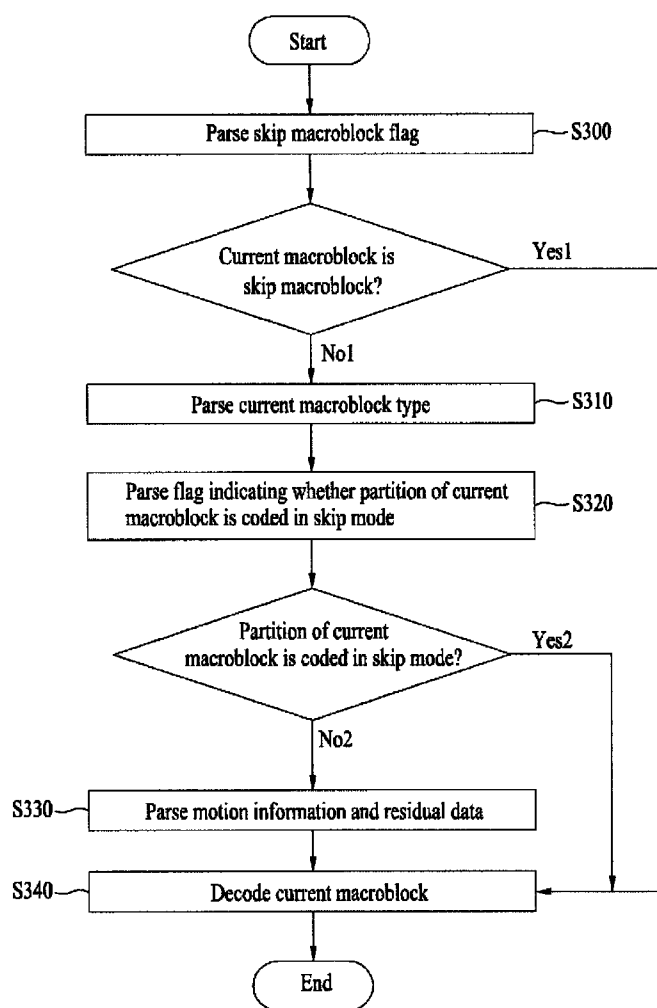 Start
Parse skip macroblock flag
S300
Current macroblock is
skip macroblock?
Yes1
No1
Parse current macroblock type
S310
Parse flag indicating whether partition of current
macroblock is coded in skip mode
S320
Partition of current
macroblock is coded in skip mode?
Yes2
No2
S330
Parse motion information and residual data
S340
Decode current macroblock
End